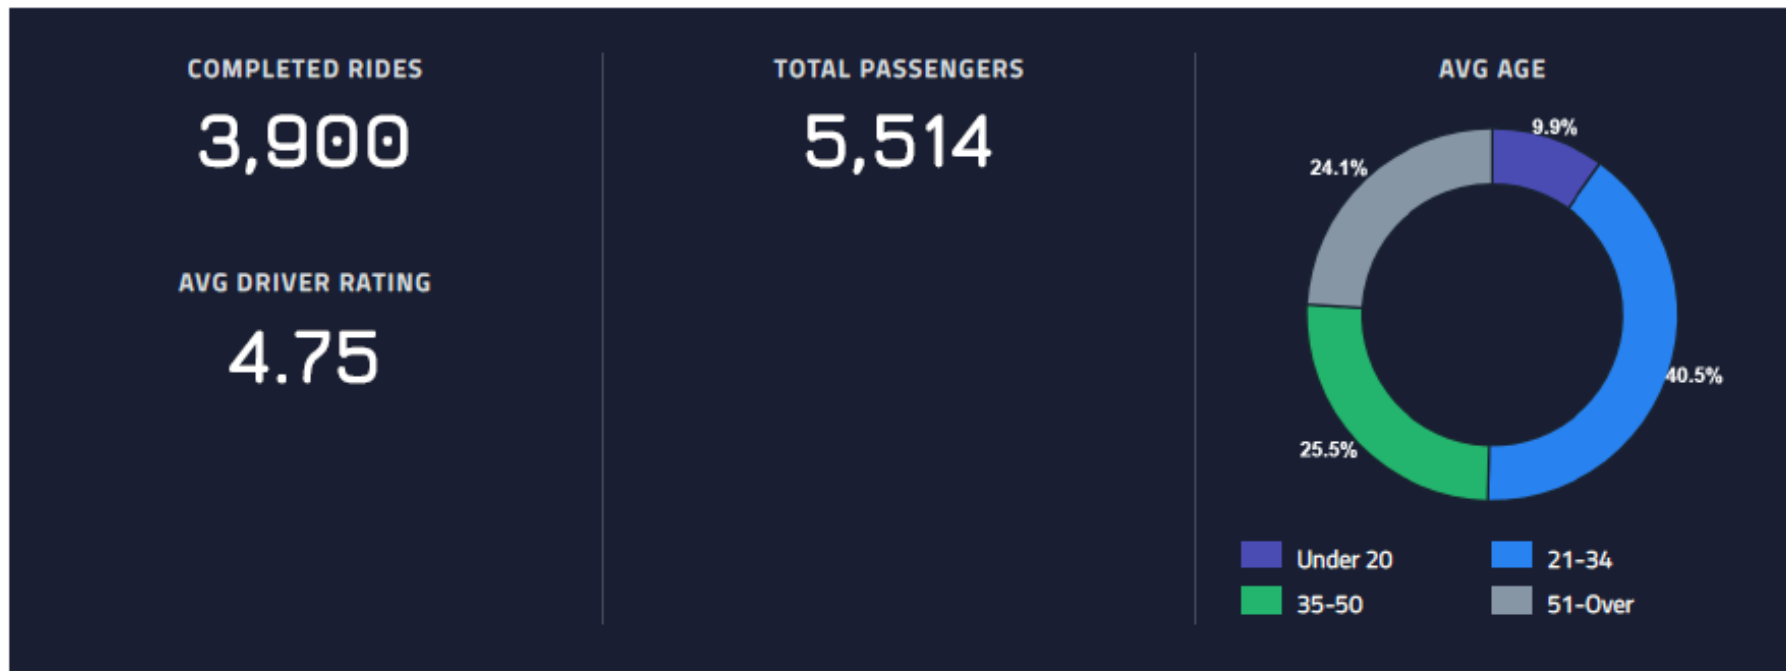 COMPLETED RIDES
3,900
AVG DRIVER RATING
4.75
TOTAL PASSENGERS
5,514
AVG AGE
9.9%
24.1%
40.5%
25.5%
Under 20
21-34
35-50
51-Over